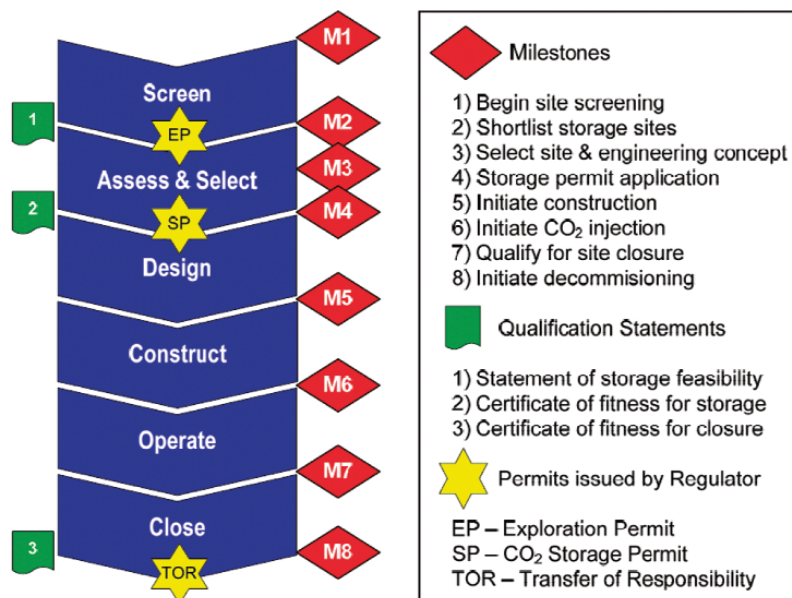 M1
Screen
1
EP
M2
M3
Assess & Select
2
SP
M4
Design
M5
Construct
M6
Operate
M7
Close
3
TOR
M8
Milestones
1) Begin site screening
2) Shortlist storage sites
3) Select site & engineering concept
4) Storage permit application
5) Initiate construction
6) Initiate CO₂ injection
7) Qualify for site closure
8) Initiate decommisioning
Qualification Statements
1) Statement of storage feasibility
2) Certificate of fitness for storage
3) Certificate of fitness for closure
Permits issued by Regulator
EP – Exploration Permit
SP – CO₂ Storage Permit
TOR – Transfer of Responsibility